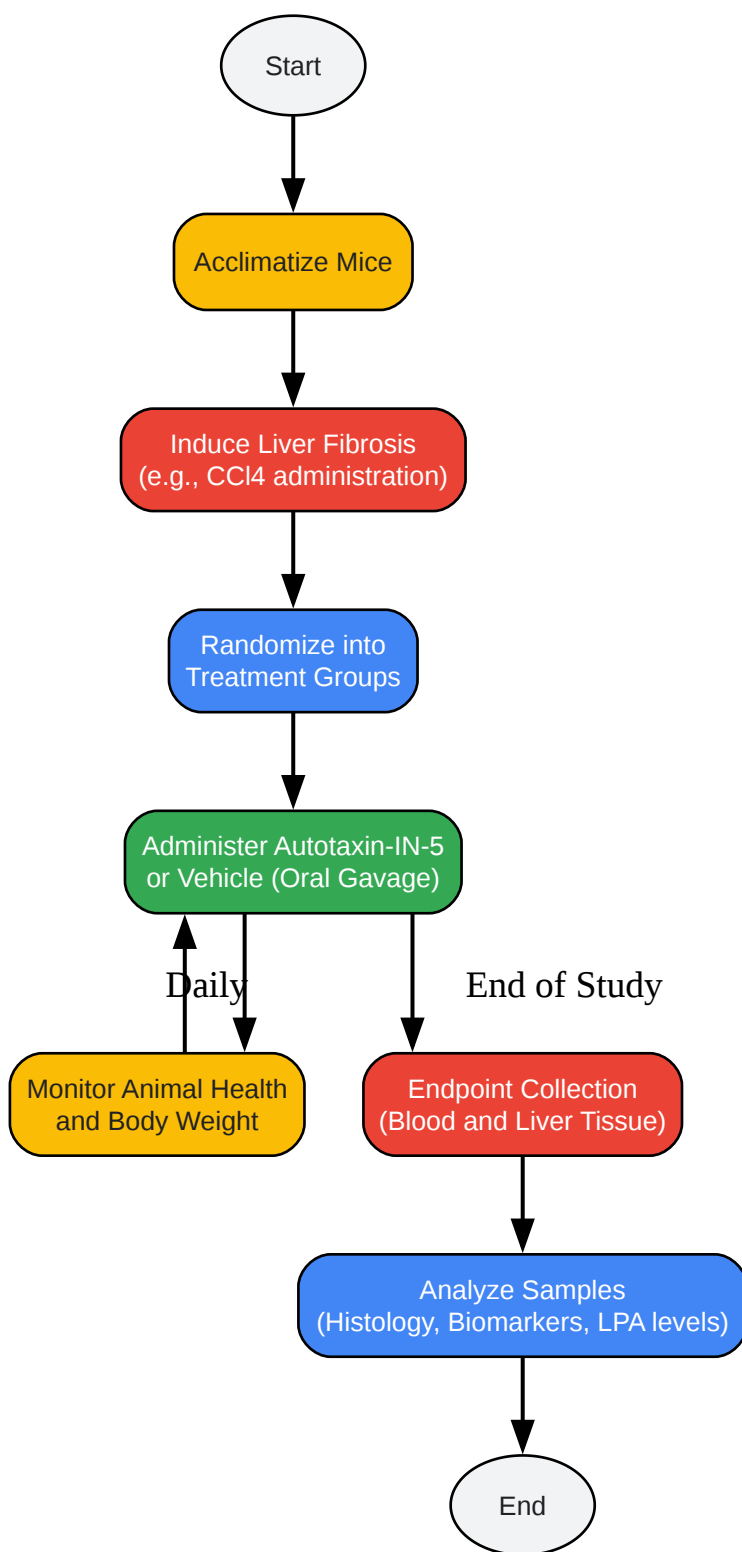 Start
Acclimatize Mice
Induce Liver Fibrosis
(e.g., CCl4 administration)
Randomize into
Treatment Groups
Administer Autotaxin-IN-5
or Vehicle (Oral Gavage)
Daily
End of Study
Monitor Animal Health
and Body Weight
Endpoint Collection
(Blood and Liver Tissue)
Analyze Samples
(Histology, Biomarkers, LPA levels)
End